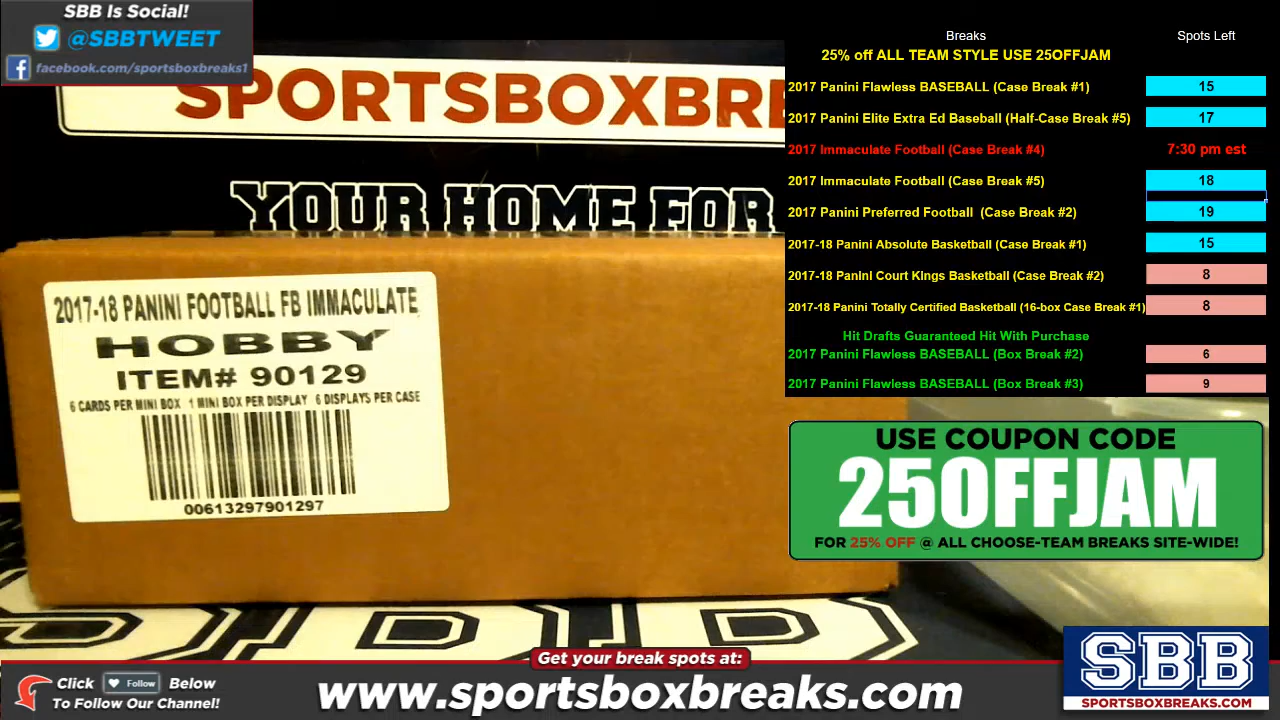 SBB Is Social!
@SBBTWEET
facebook.com/sportsboxbreaks1
SPORTSBOXBRE
YOUR HOME FOR
2017-18 PANINI FOOTBALL FB IMMACULATE
HOBBY
ITEM# 90129
6 CARDS PER MINI BOX 1 MINI BOX PER DISPLAY 6 DISPLAYS PER CASE
00613297901297
Breaks Spots Left
25% off ALL TEAM STYLE USE 25OFFJAM
2017 Panini Flawless BASEBALL (Case Break #1) 15
2017 Panini Elite Extra Ed Baseball (Half-Case Break #5) 17
2017 Immaculate Football (Case Break #4) 7:30 pm est
2017 Immaculate Football (Case Break #5) 18
2017 Panini Preferred Football (Case Break #2) 19
2017-18 Panini Absolute Basketball (Case Break #1) 15
2017-18 Panini Court Kings Basketball (Case Break #2) 8
2017-18 Panini Totally Certified Basketball (16-box Case Break #1) 8
Hit Drafts Guaranteed Hit With Purchase
2017 Panini Flawless BASEBALL (Box Break #2) 6
2017 Panini Flawless BASEBALL (Box Break #3) 9
USE COUPON CODE
25OFFJAM
FOR 25% OFF @ ALL CHOOSE-TEAM BREAKS SITE-WIDE!
Get your break spots at:
Click Follow Below
To Follow Our Channel!
www.sportsboxbreaks.com
SBB
SPORTSBOXBREAKS.COM